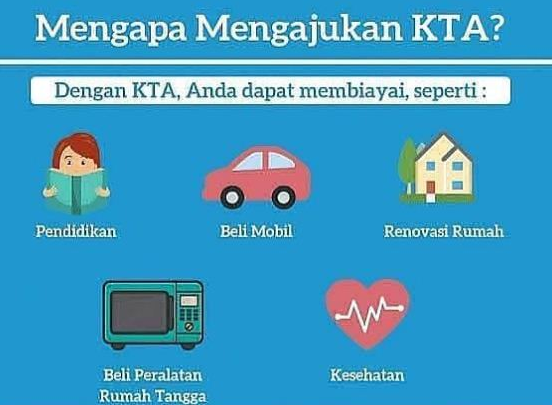 Mengapa Mengajukan KTA?
Dengan KTA, Anda dapat membiayai, seperti :
Pendidikan
Beli Mobil
Renovasi Rumah
Beli Peralatan
Rumah Tangga
Kesehatan